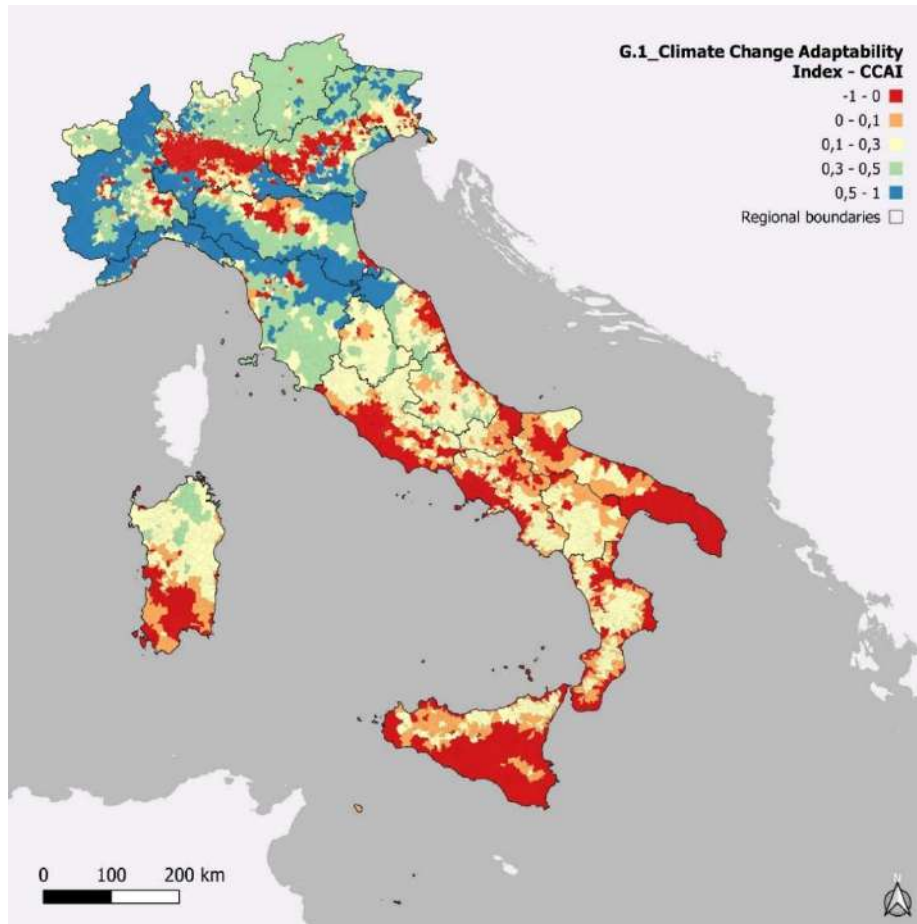 G.1_Climate Change Adaptability
Index - CCAI
-1 - 0
0 - 0,1
0,1 - 0,3
0,3 - 0,5
0,5 - 1
Regional boundaries
0 100 200 km
N